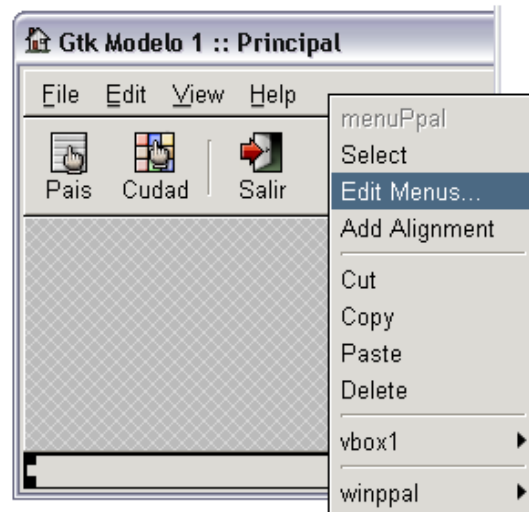 Gtk Modelo 1 :: Principal
File Edit View Help
Pais Cudad Salir
menuPpal
Select
Edit Menus...
Add Alignment
Cut
Copy
Paste
Delete
vbox1
winppal